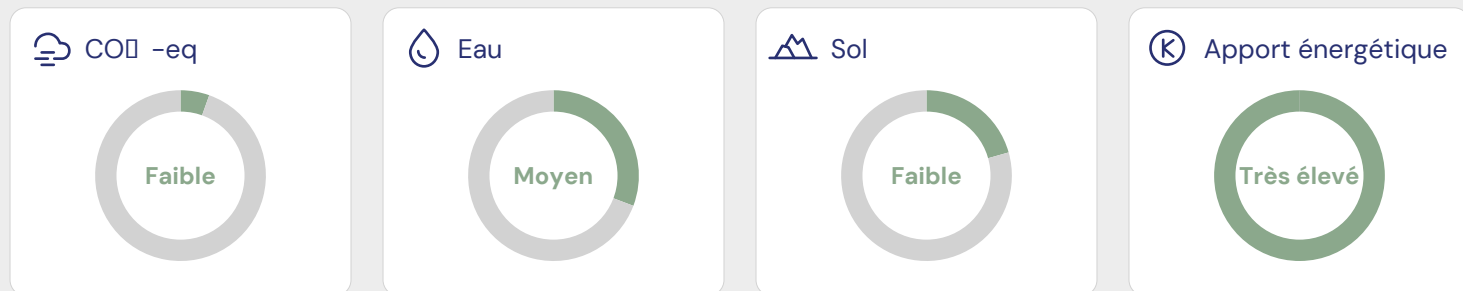 CO▯ -eq
Eau
Sol
Apport énergétique
Faible
Moyen
Faible
Très élevé